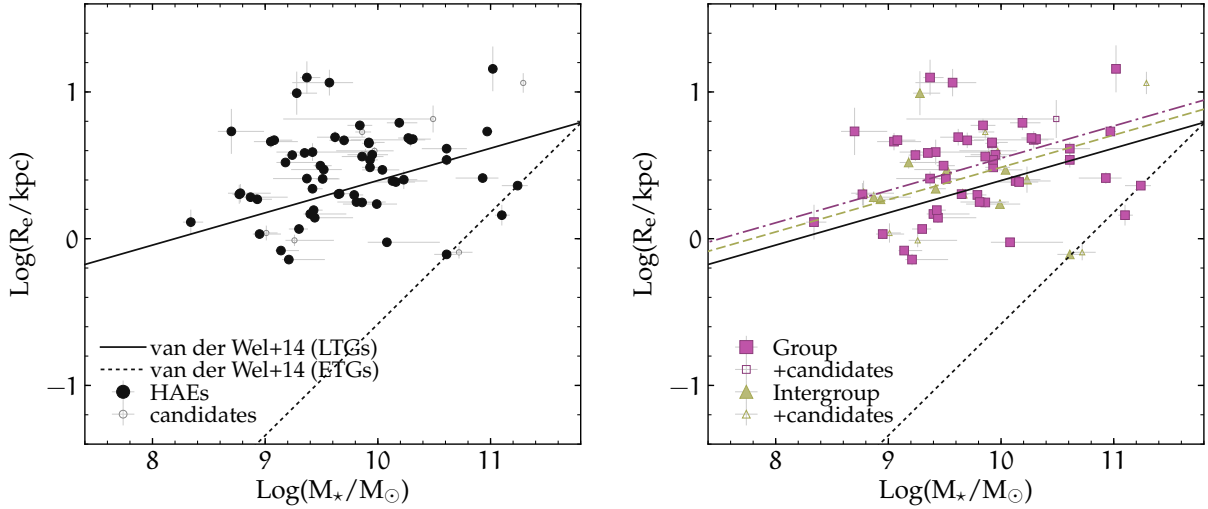 1
0
−1
Log(Rₑ/kpc)
van der Wel+14 (LTGs)
van der Wel+14 (ETGs)
HAEs
candidates
8 9 10 11
Log(M⋆/M⊙)
1
0
−1
Log(Rₑ/kpc)
Group
+candidates
Intergroup
+candidates
8 9 10 11
Log(M⋆/M⊙)